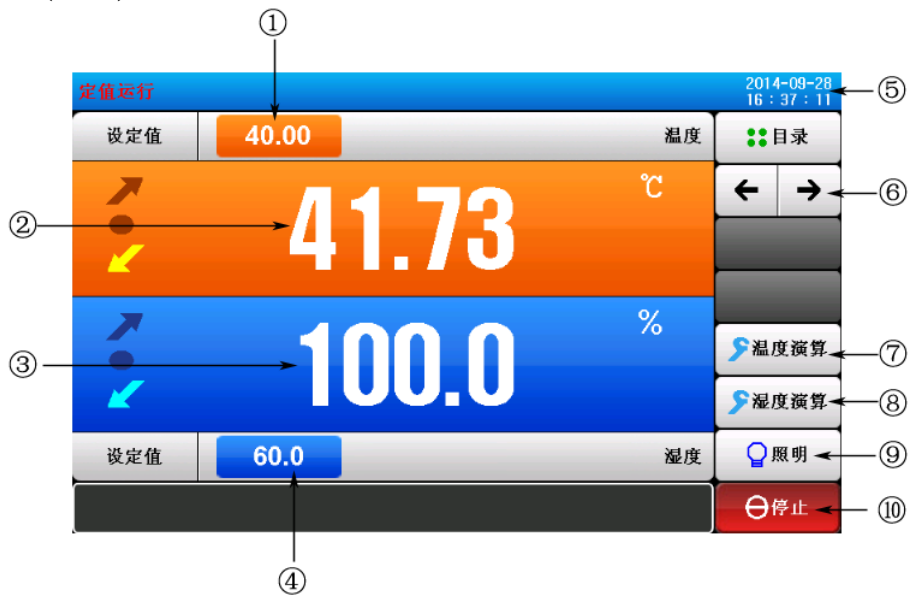 ①
定值运行
2014-09-28
16：37：11
⑤
设定值
40.00
温度
目录
②
41.73
℃
← →
⑥
③
100.0
%
温度演算
⑦
湿度演算
⑧
设定值
60.0
湿度
照明
⑨
停止
⑩
④